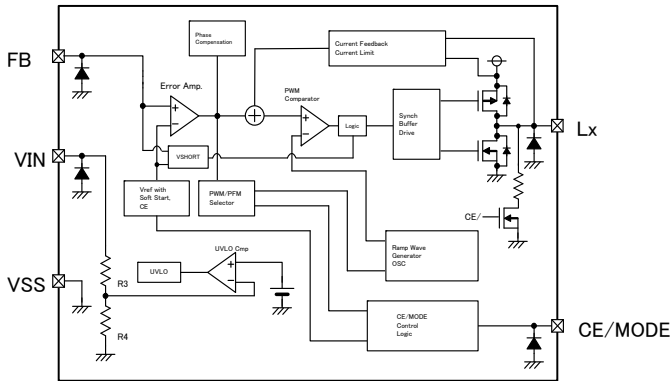 Phase
Compensation
Current Feedback
Current Limit
FB
Error Amp.
PWM
Comparator
Logic
Synch
Buffer
Drive
Lx
VSHORT
VIN
Vref with
Soft Start,
CE
PWM/PFM
Selector
CE/
UVLO Cmp
UVLO
R3
Ramp Wave
Generator
OSC
VSS
R4
CE/MODE
Control
Logic
CE/MODE